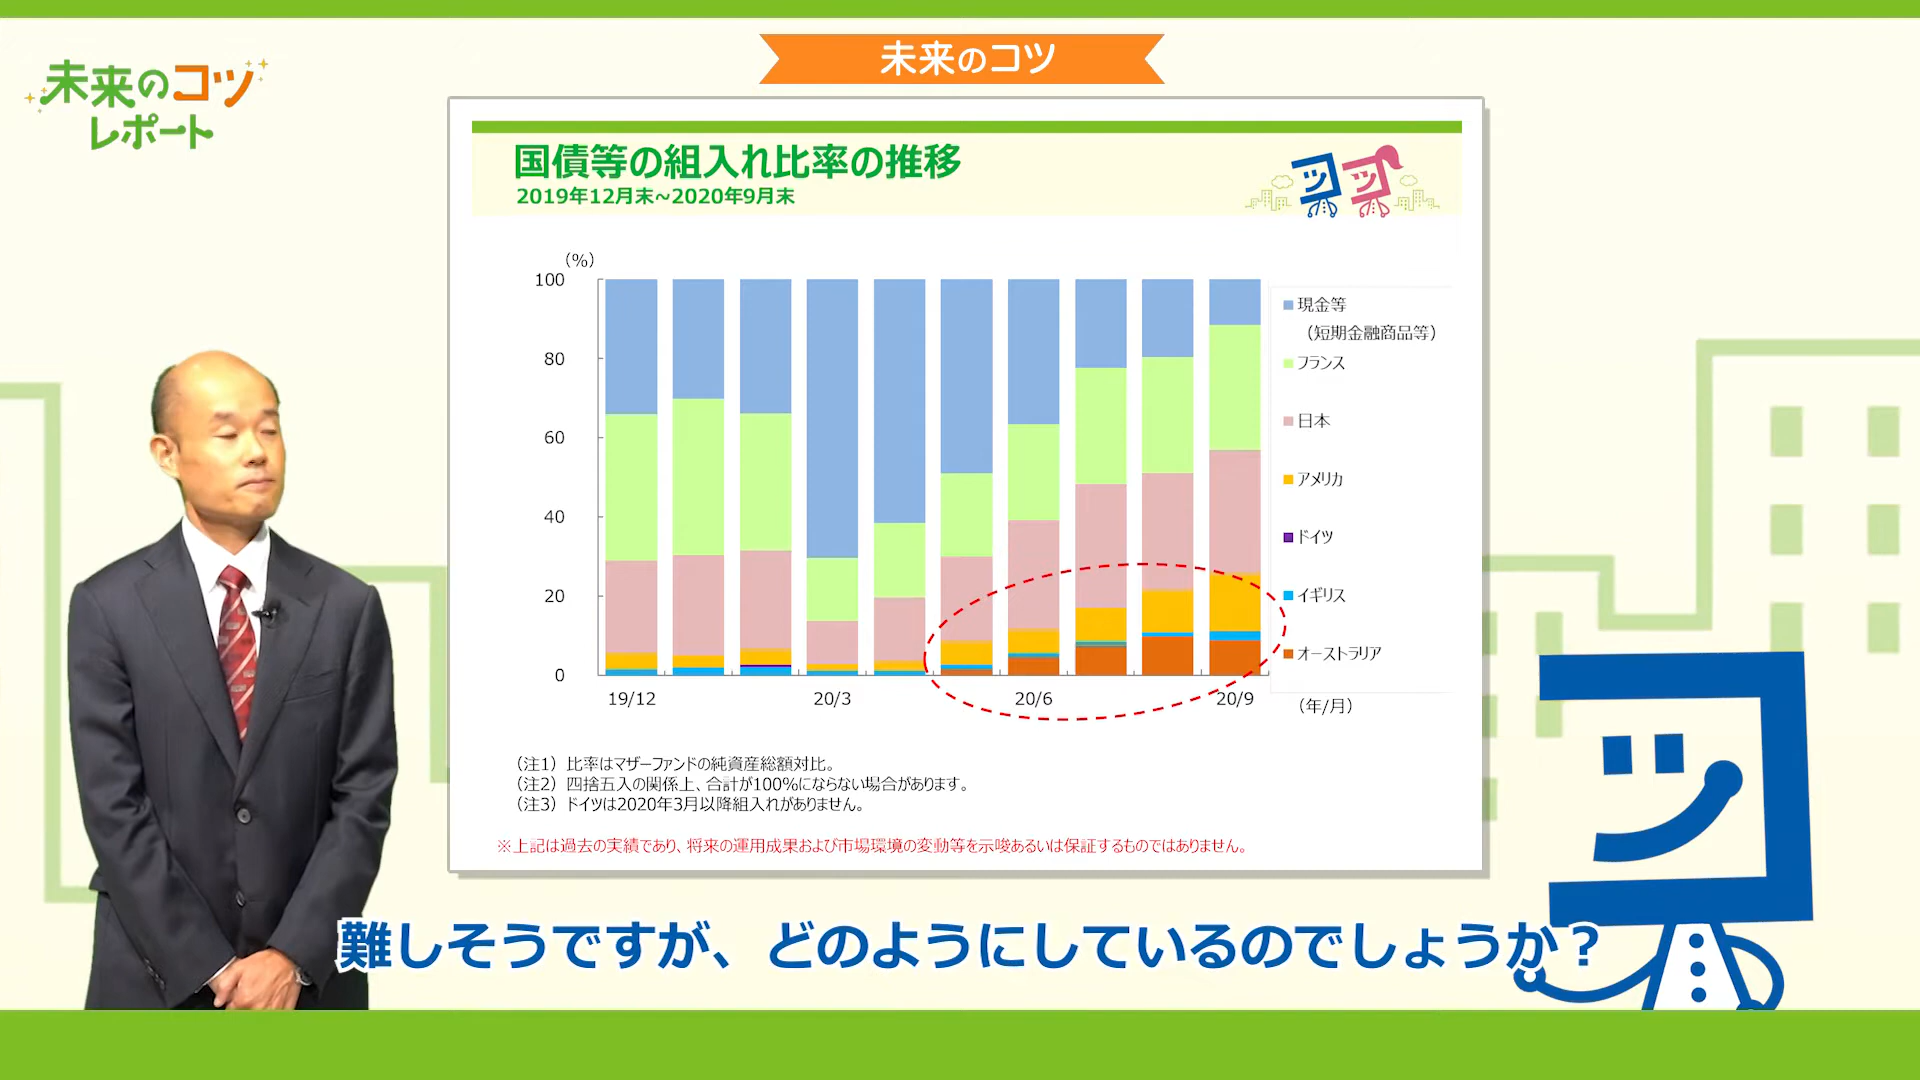 未来のコツ
レポート
未来のコツ
国債等の組入れ比率の推移
2019年12月末~2020年9月末
(%)
100
80
60
40
20
0
19/12
20/3
20/6
20/9
(年/月)
現金等
(短期金融商品等)
フランス
日本
アメリカ
ドイツ
イギリス
オーストラリア
(注1) 比率はマザーファンドの純資産総額対比。
(注2) 四捨五入の関係上、合計が100%にならない場合があります。
(注3) ドイツは2020年3月以降組入れがありません。
※上記は過去の実績であり、将来の運用成果および市場環境の変動等を示唆あるいは保証するものではありません。
難しそうですが、どのようにしているのでしょうか?